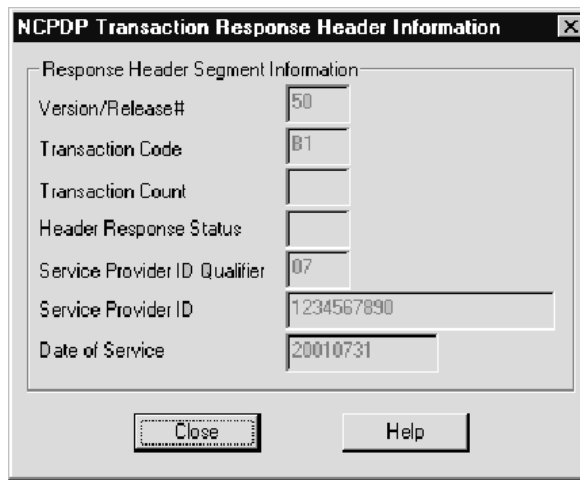 NCPDP Transaction Response Header Information
Response Header Segment Information
Version/Release# 50
Transaction Code B1
Transaction Count
Header Response Status
Service Provider ID Qualifier 07
Service Provider ID 1234567890
Date of Service 20010731
Close Help